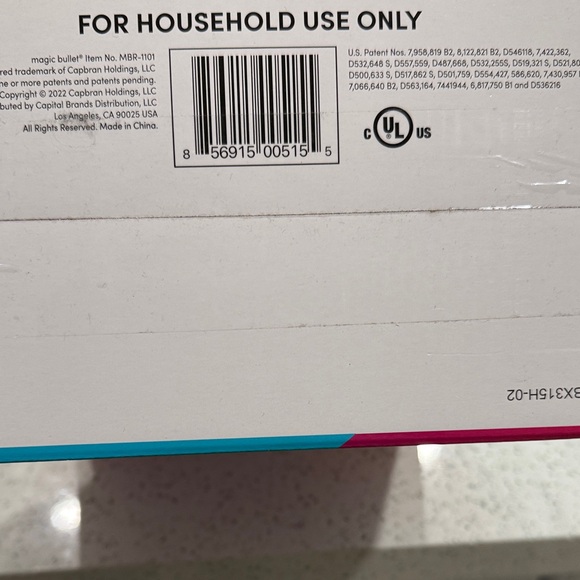 FOR HOUSEHOLD USE ONLY
magic bullet® Item No. MBR-1101
red trademark of Capbran Holdings, LLC
ne or more patents and patents pending.
Copyright © 2022 Capbran Holdings, LLC
buted by Capital Brands Distribution, LLC
Los Angeles, CA 90025 USA
All Rights Reserved. Made in China.
8 56915 00515 5
U.S. Patent Nos. 7,958,819 B2, 8,122,821 B2, D546118, 7,422,362,
D532,648 S, D557,559, D487,668, D532,255S, D519,321 S, D521,80
D500,633 S, D517,862 S, D501,759, D554,427, 586,620, 7,430,957
7,066,640 B2, D563,164, 7441944, 6,817,750 B1 and D536216
C UL® US
BX315H-02